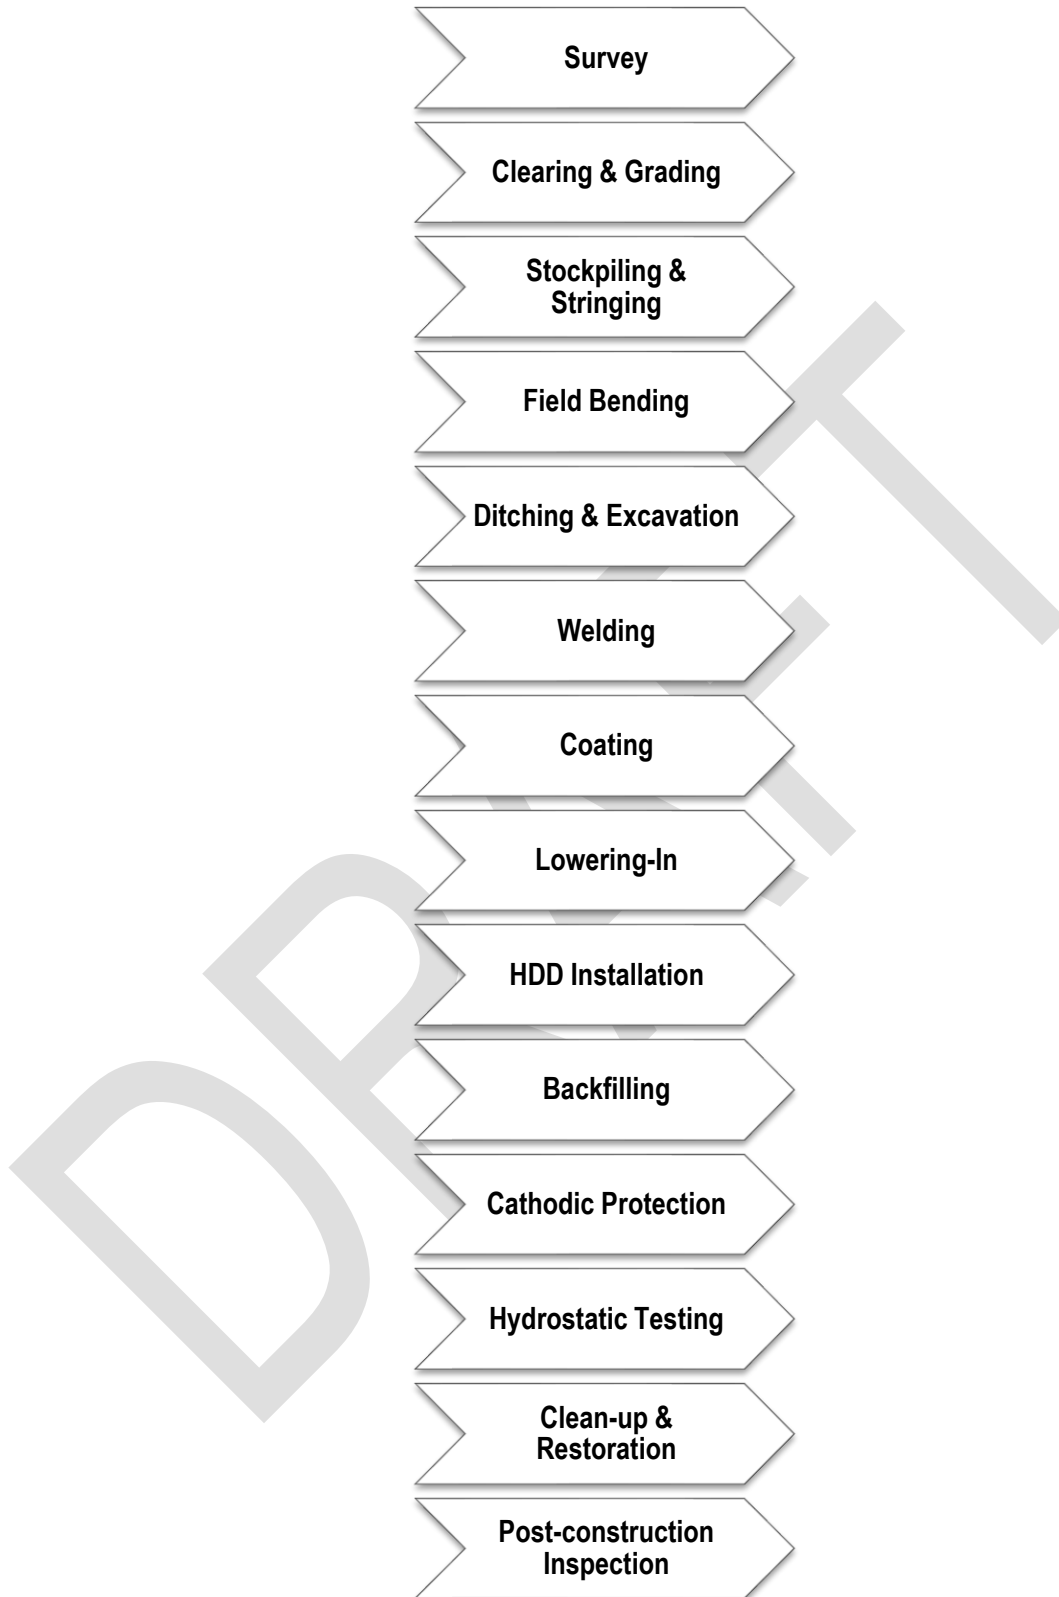 Survey
Clearing & Grading
Stockpiling &
Stringing
Field Bending
Ditching & Excavation
Welding
Coating
Lowering-In
HDD Installation
Backfilling
Cathodic Protection
Hydrostatic Testing
Clean-up &
Restoration
Post-construction
Inspection
DRAFT